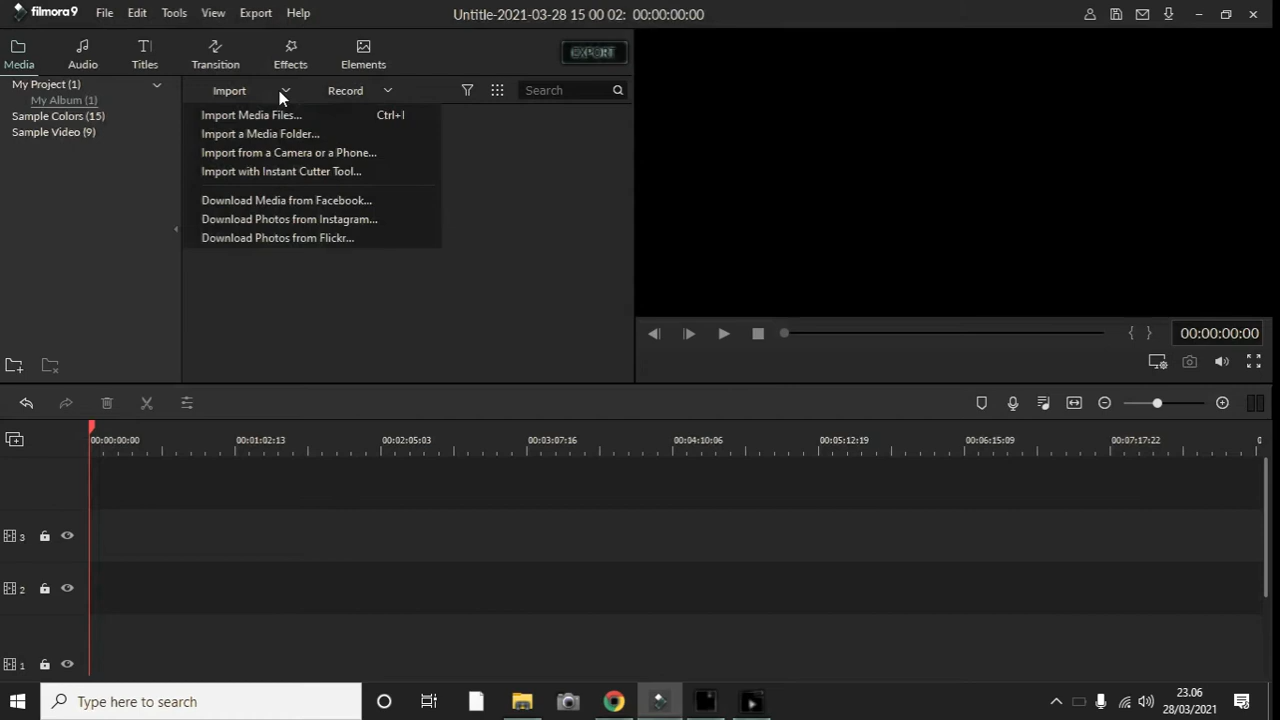 filmora9 File Edit Tools View Export Help Untitle-2021-03-28 15 00 02: 00:00:00:00
Media Audio Titles Transition Effects Elements EXPORT
My Project (1)
My Album (1)
Sample Colors (15)
Sample Video (9)
Import Record Search
Import Media Files... Ctrl+I
Import a Media Folder...
Import from a Camera or a Phone...
Import with Instant Cutter Tool...
Download Media from Facebook...
Download Photos from Instagram...
Download Photos from Flickr...
00:00:00:00
00:00:00:00 00:01:02:13 00:02:05:03 00:03:07:16 00:04:10:06 00:05:12:19 00:06:15:09 00:07:17:22 0
3
2
1
Type here to search
23.06
28/03/2021